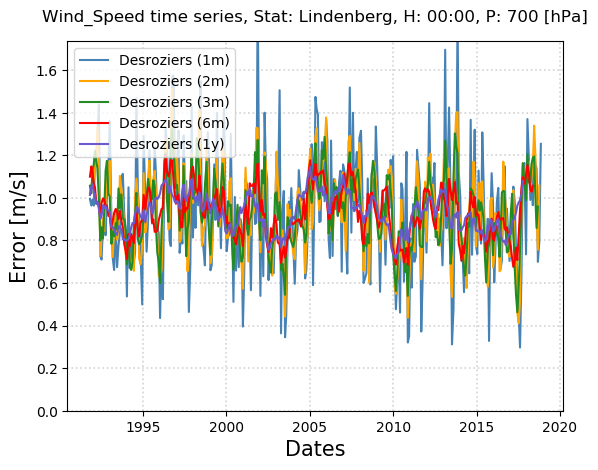 Wind_Speed time series, Stat: Lindenberg, H: 00:00, P: 700 [hPa]
Desroziers (1m)
Desroziers (2m)
Desroziers (3m)
Desroziers (6m)
Desroziers (1y)
Error [m/s]
1.6
1.4
1.2
1.0
0.8
0.6
0.4
0.2
0.0
1995 2000 2005 2010 2015 2020
Dates